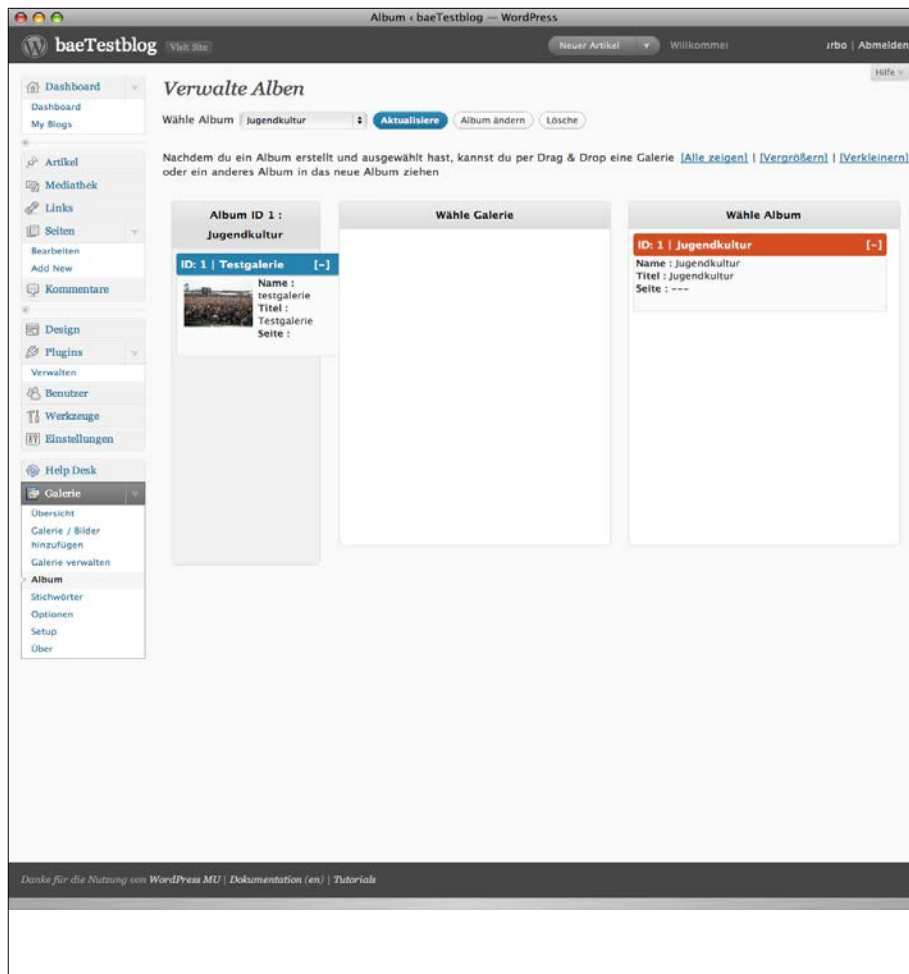 Album ‹ baeTestblog — WordPress
baeTestblog Visit Site
Neuer Artikel
Abmelden
Hilfe
Dashboard
Dashboard
My Blogs
Artikel
Mediathek
Links
Seiten
Bearbeiten
Add New
Kommentare
Design
Plugins
Verwalten
Benutzer
Werkzeuge
Einstellungen
Help Desk
Galerie
Übersicht
Galerie / Bilder
hinzufügen
Galerie verwalten
Album
Stichwörter
Optionen
Setup
Über
Verwalte Alben
Wähle Album Jugendkultur Aktualisiere Album ändern Lösche
Nachdem du ein Album erstellt und ausgewählt hast, kannst du per Drag & Drop eine Galerie [Alle zeigen] | [Vergrößern] | [Verkleinern]
oder ein anderes Album in das neue Album ziehen
Album ID 1 :
Jugendkultur
ID: 1 | Testgalerie [-]
Name :
testgalerie
Titel :
Testgalerie
Seite :
Wähle Galerie
Wähle Album
ID: 1 | Jugendkultur [-]
Name : Jugendkultur
Titel : Jugendkultur
Seite : ---
Danke für die Nutzung von WordPress MU | Dokumentation (en) | Tutorials